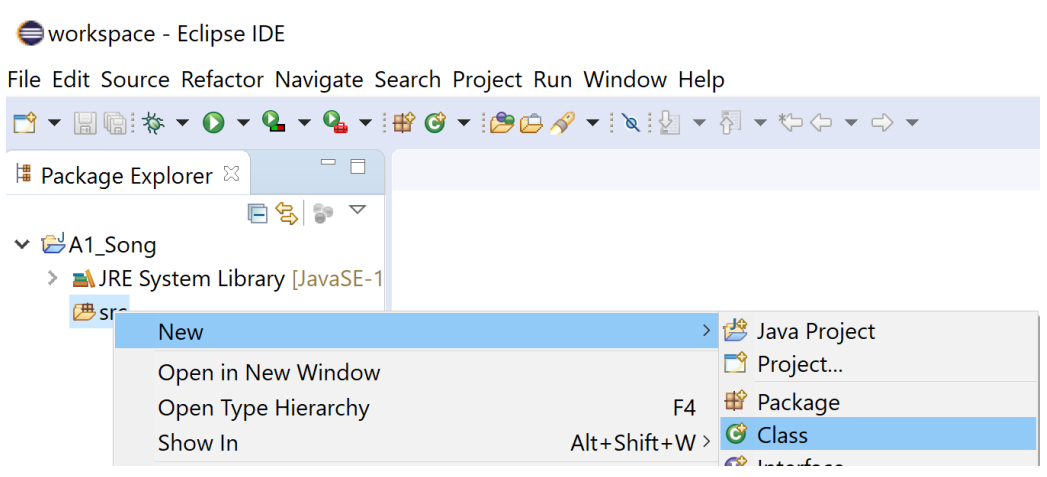 workspace - Eclipse IDE
File Edit Source Refactor Navigate Search Project Run Window Help
Package Explorer
A1_Song
JRE System Library [JavaSE-1
src
New
Open in New Window
Open Type Hierarchy F4
Show In Alt+Shift+W
Java Project
Project...
Package
Class
Interface